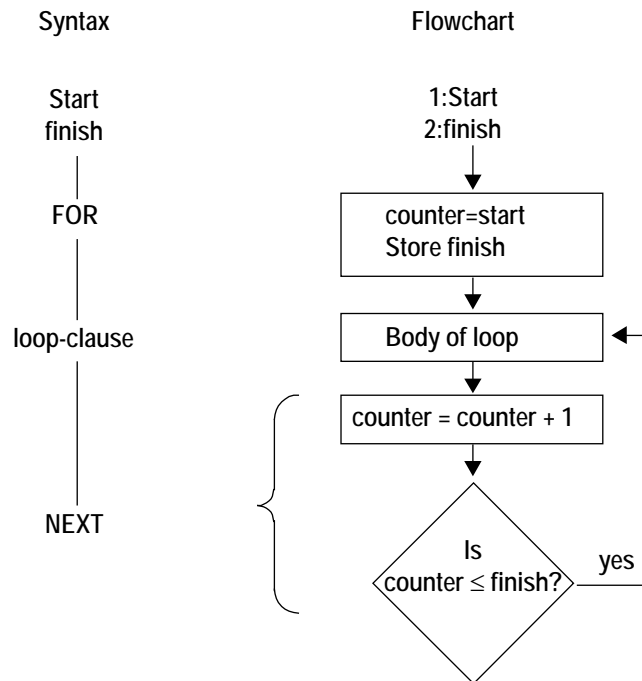 Syntax
Flowchart
Start
finish
FOR
loop-clause
NEXT
1:Start
2:finish
counter=start
Store finish
Body of loop
counter = counter + 1
Is
counter ≤ finish?
yes